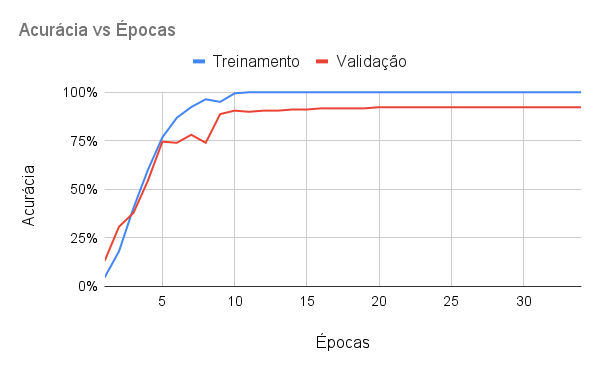 Acurácia vs Épocas
Treinamento Validação
100%
75%
50%
25%
0%
Acurácia
5 10 15 20 25 30
Épocas